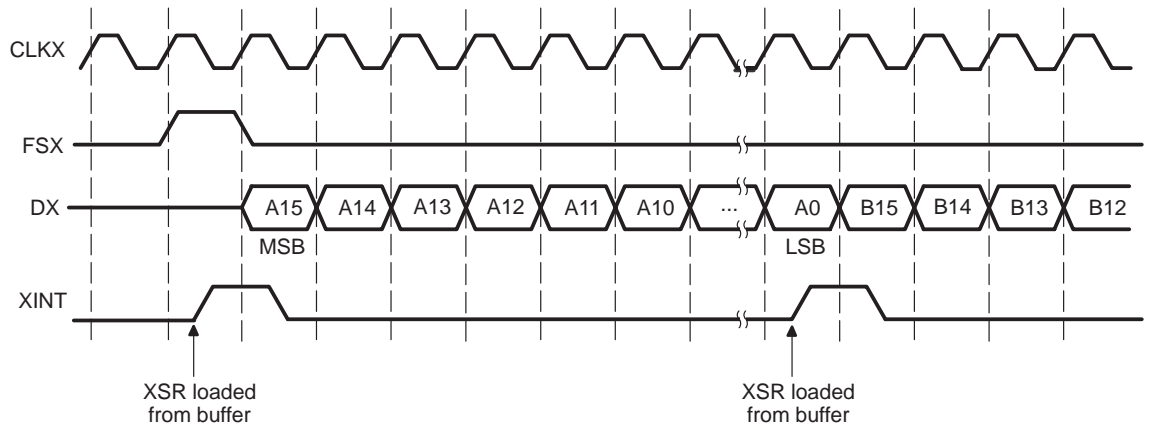 CLKX
FSX
DX
A15 A14 A13 A12 A11 A10 ... A0 B15 B14 B13 B12
MSB LSB
XINT
XSR loaded
from buffer
XSR loaded
from buffer